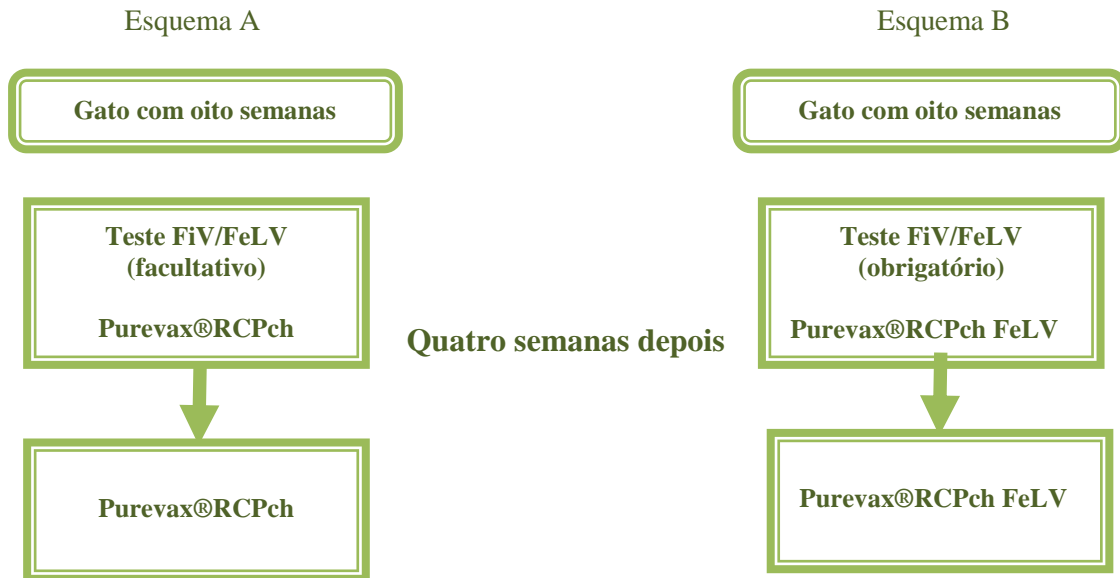 Esquema A
Esquema B
Gato com oito semanas
Gato com oito semanas
Teste FiV/FeLV
(facultativo)
Purevax®RCPch
Teste FiV/FeLV
(obrigatório)
Purevax®RCPch FeLV
Quatro semanas depois
Purevax®RCPch
Purevax®RCPch FeLV